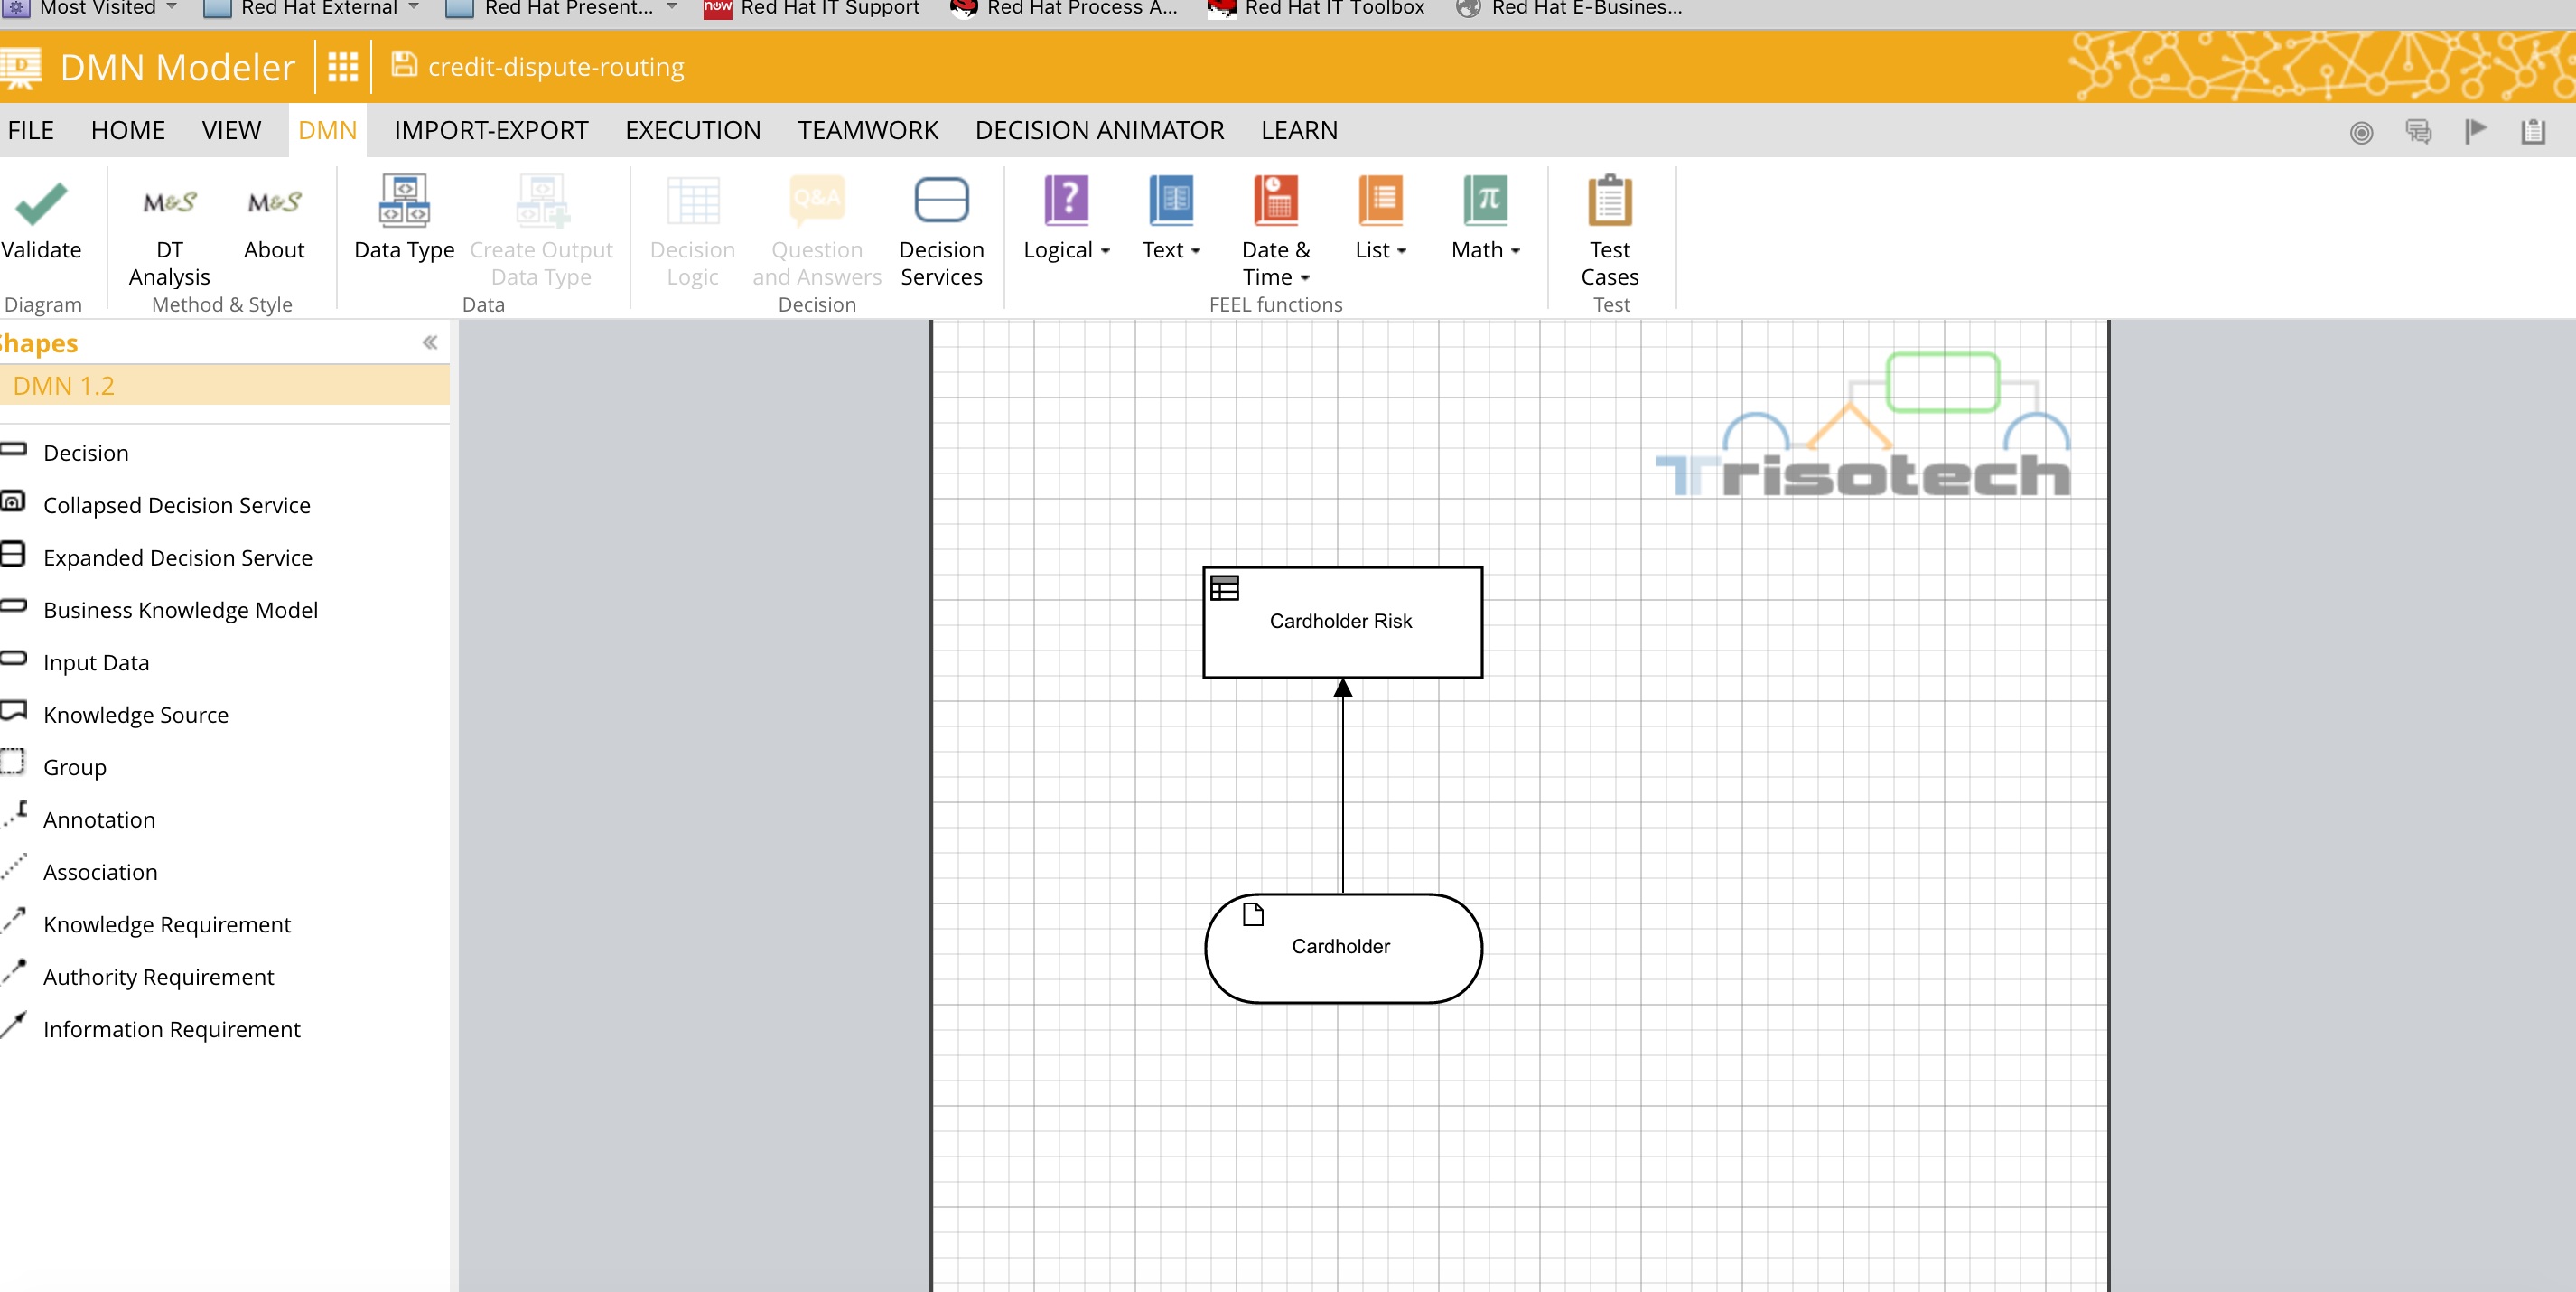 Most Visited Red Hat External Red Hat Present... now Red Hat IT Support Red Hat Process A... Red Hat IT Toolbox Red Hat E-Busines...
D DMN Modeler credit-dispute-routing
FILE HOME VIEW DMN IMPORT-EXPORT EXECUTION TEAMWORK DECISION ANIMATOR LEARN
M&S M&S Q&A ? π
Validate DT Analysis About Data Type Create Output Data Type Decision Logic Question and Answers Decision Services Logical Text Date & Time List Math Test Cases
Diagram Method & Style Data Decision FEEL functions Test
Shapes
DMN 1.2
Decision
Collapsed Decision Service
Expanded Decision Service
Business Knowledge Model
Input Data
Knowledge Source
Group
Annotation
Association
Knowledge Requirement
Authority Requirement
Information Requirement
Trisotech
Cardholder Risk
Cardholder